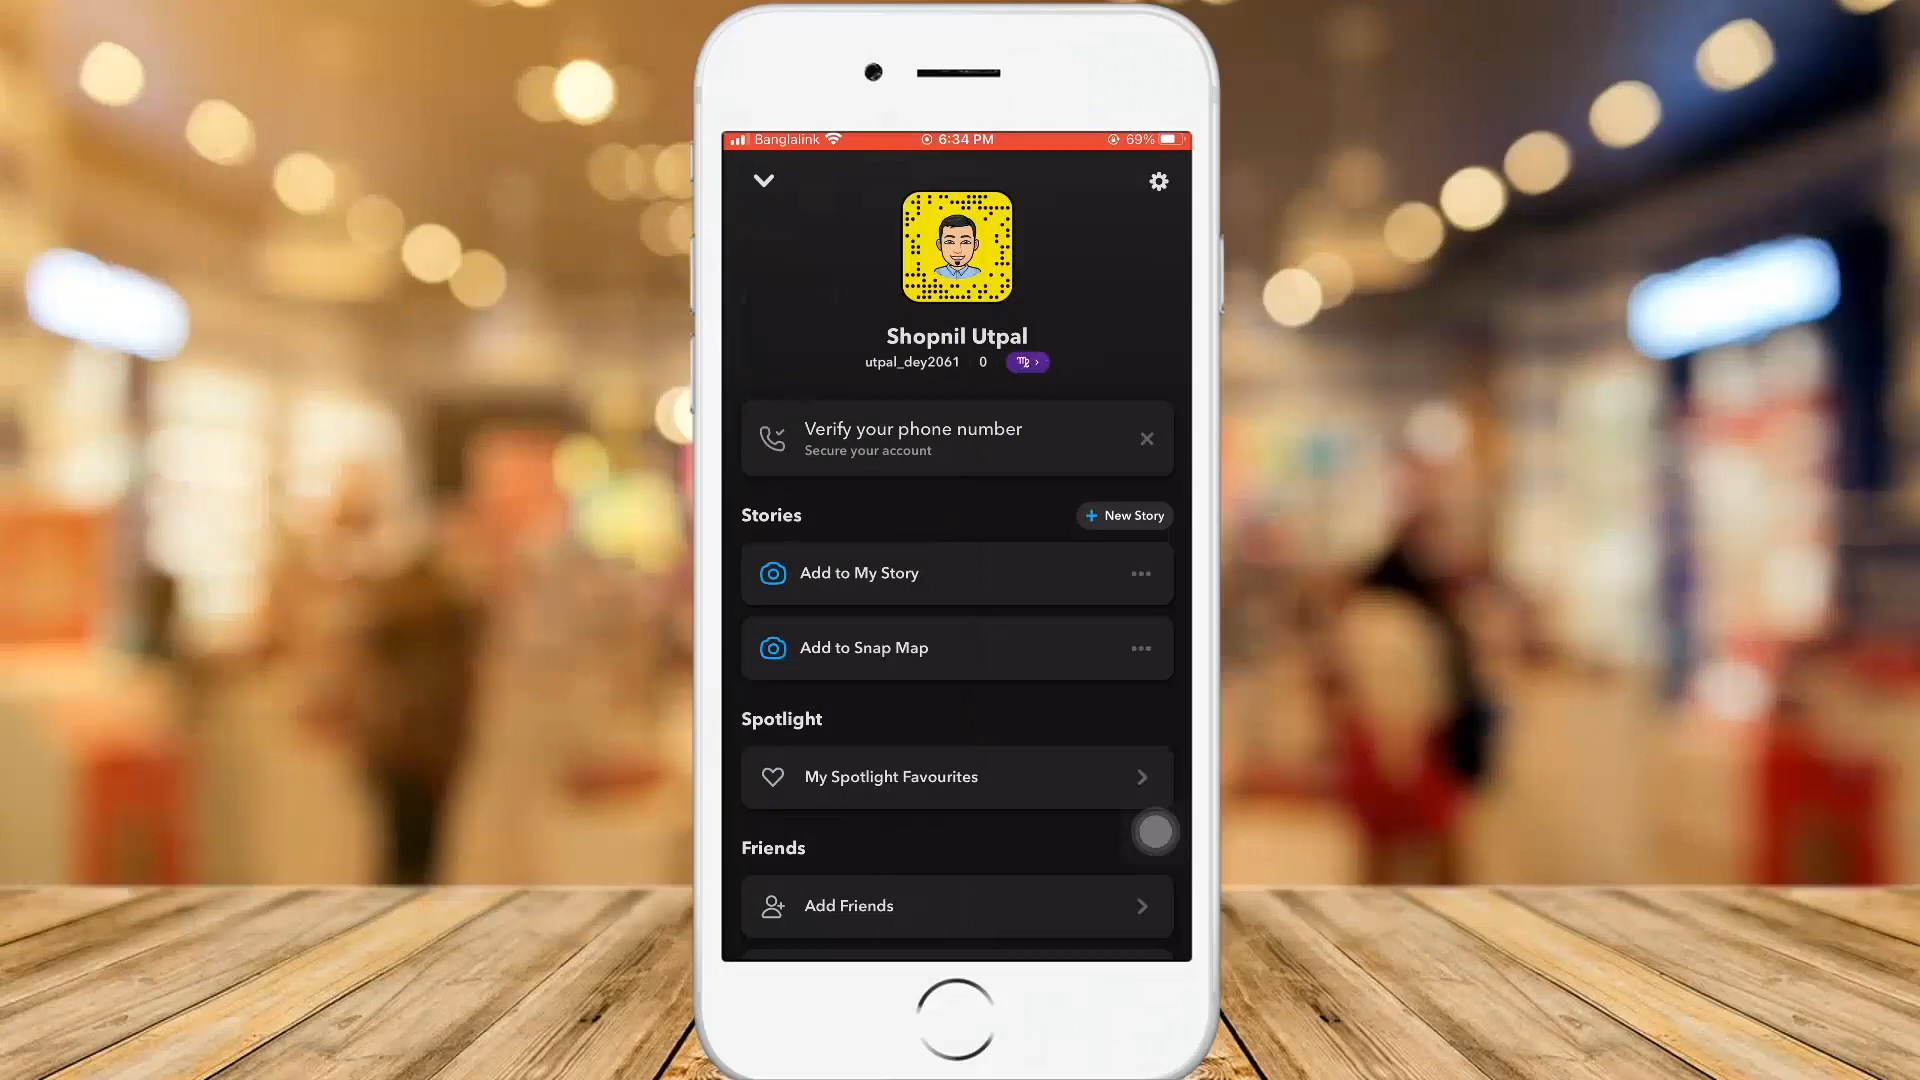 Banglalink 6:34 PM 69%
Shopnil Utpal
utpal_dey2061 0 ♍ ›
Verify your phone number
Secure your account
Stories + New Story
Add to My Story
Add to Snap Map
Spotlight
My Spotlight Favourites
Friends
Add Friends